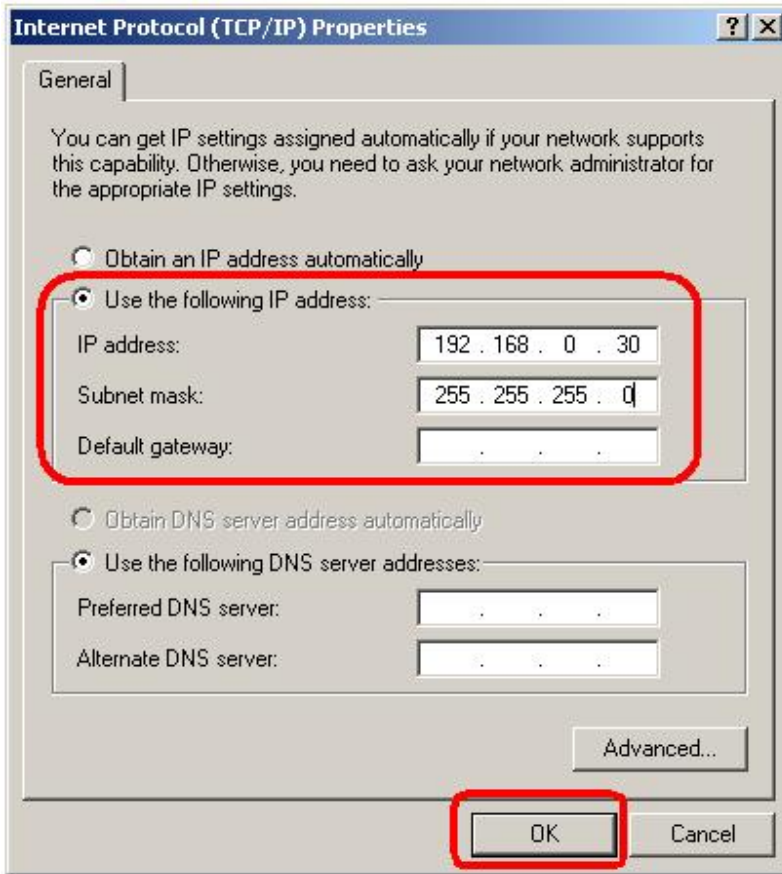 Internet Protocol (TCP/IP) Properties
General
You can get IP settings assigned automatically if your network supports
this capability. Otherwise, you need to ask your network administrator for
the appropriate IP settings.
Obtain an IP address automatically
Use the following IP address:
IP address: 192 . 168 . 0 . 30
Subnet mask: 255 . 255 . 255 . 0
Default gateway: . . .
Obtain DNS server address automatically
Use the following DNS server addresses:
Preferred DNS server: . . .
Alternate DNS server: . . .
Advanced...
OK Cancel